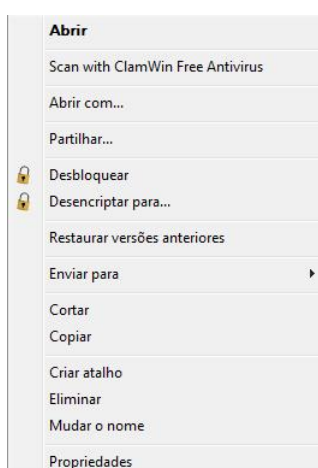 Abrir
Scan with ClamWin Free Antivirus
Abrir com...
Partilhar...
Desbloquear
Desencriptar para...
Restaurar versões anteriores
Enviar para
Cortar
Copiar
Criar atalho
Eliminar
Mudar o nome
Propriedades